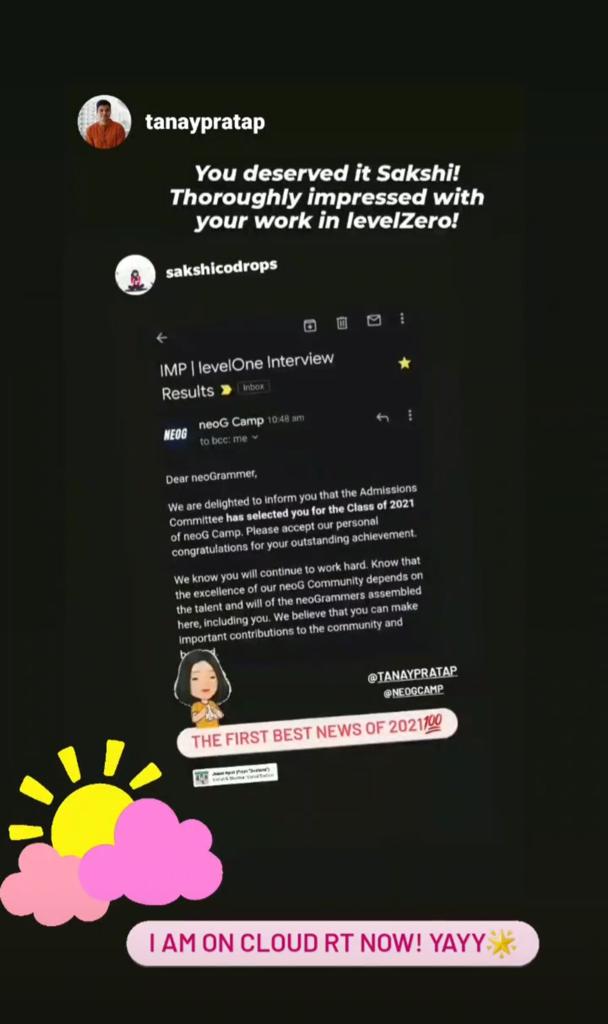 tanaypratap
You deserved it Sakshi!
Thoroughly impressed with
your work in levelZero!
sakshicodrops
IMP | levelOne Interview
Results Inbox
NEOG
neoG Camp 10:48 am
to bcc: me
Dear neoGrammer,
We are delighted to inform you that the Admissions
Committee has selected you for the Class of 2021
of neoG Camp. Please accept our personal
congratulations for your outstanding achievement.
We know you will continue to work hard. Know that
the excellence of our neoG Community depends on
the talent and will of the neoGrammers assembled
here, including you. We believe that you can make
important contributions to the community and
@TANAYPRATAP
@NEOGCAMP
THE FIRST BEST NEWS OF 2021💯
I AM ON CLOUD RT NOW! YAYY🌟